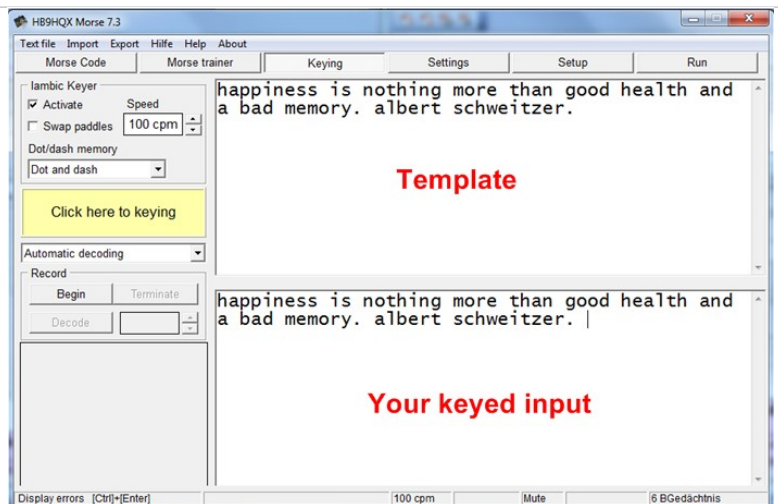 HB9HQX Morse 7.3
Text file Import Export Hilfe Help About
Morse Code Morse trainer Keying Settings Setup Run
Iambic Keyer
Activate Speed
Swap paddles 100 cpm
Dot/dash memory
Dot and dash
Click here to keying
Automatic decoding
Record
Begin Terminate
Decode
happiness is nothing more than good health and
a bad memory. albert schweitzer.
Template
happiness is nothing more than good health and
a bad memory. albert schweitzer.
Your keyed input
Display errors [Ctrl]+[Enter] 100 cpm Mute 6 BGedächtnis